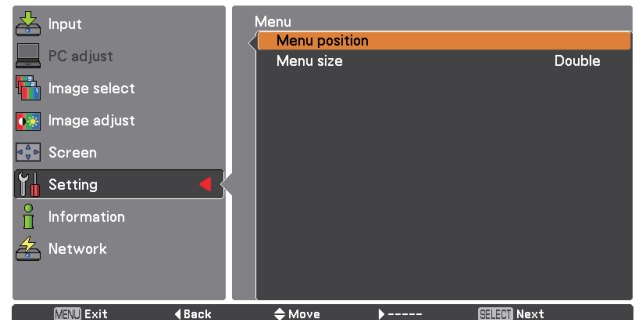 Input
PC adjust
Image select
Image adjust
Screen
Setting
Information
Network
Menu
Menu position
Menu size Double
MENU Exit Back Move ----- SELECT Next